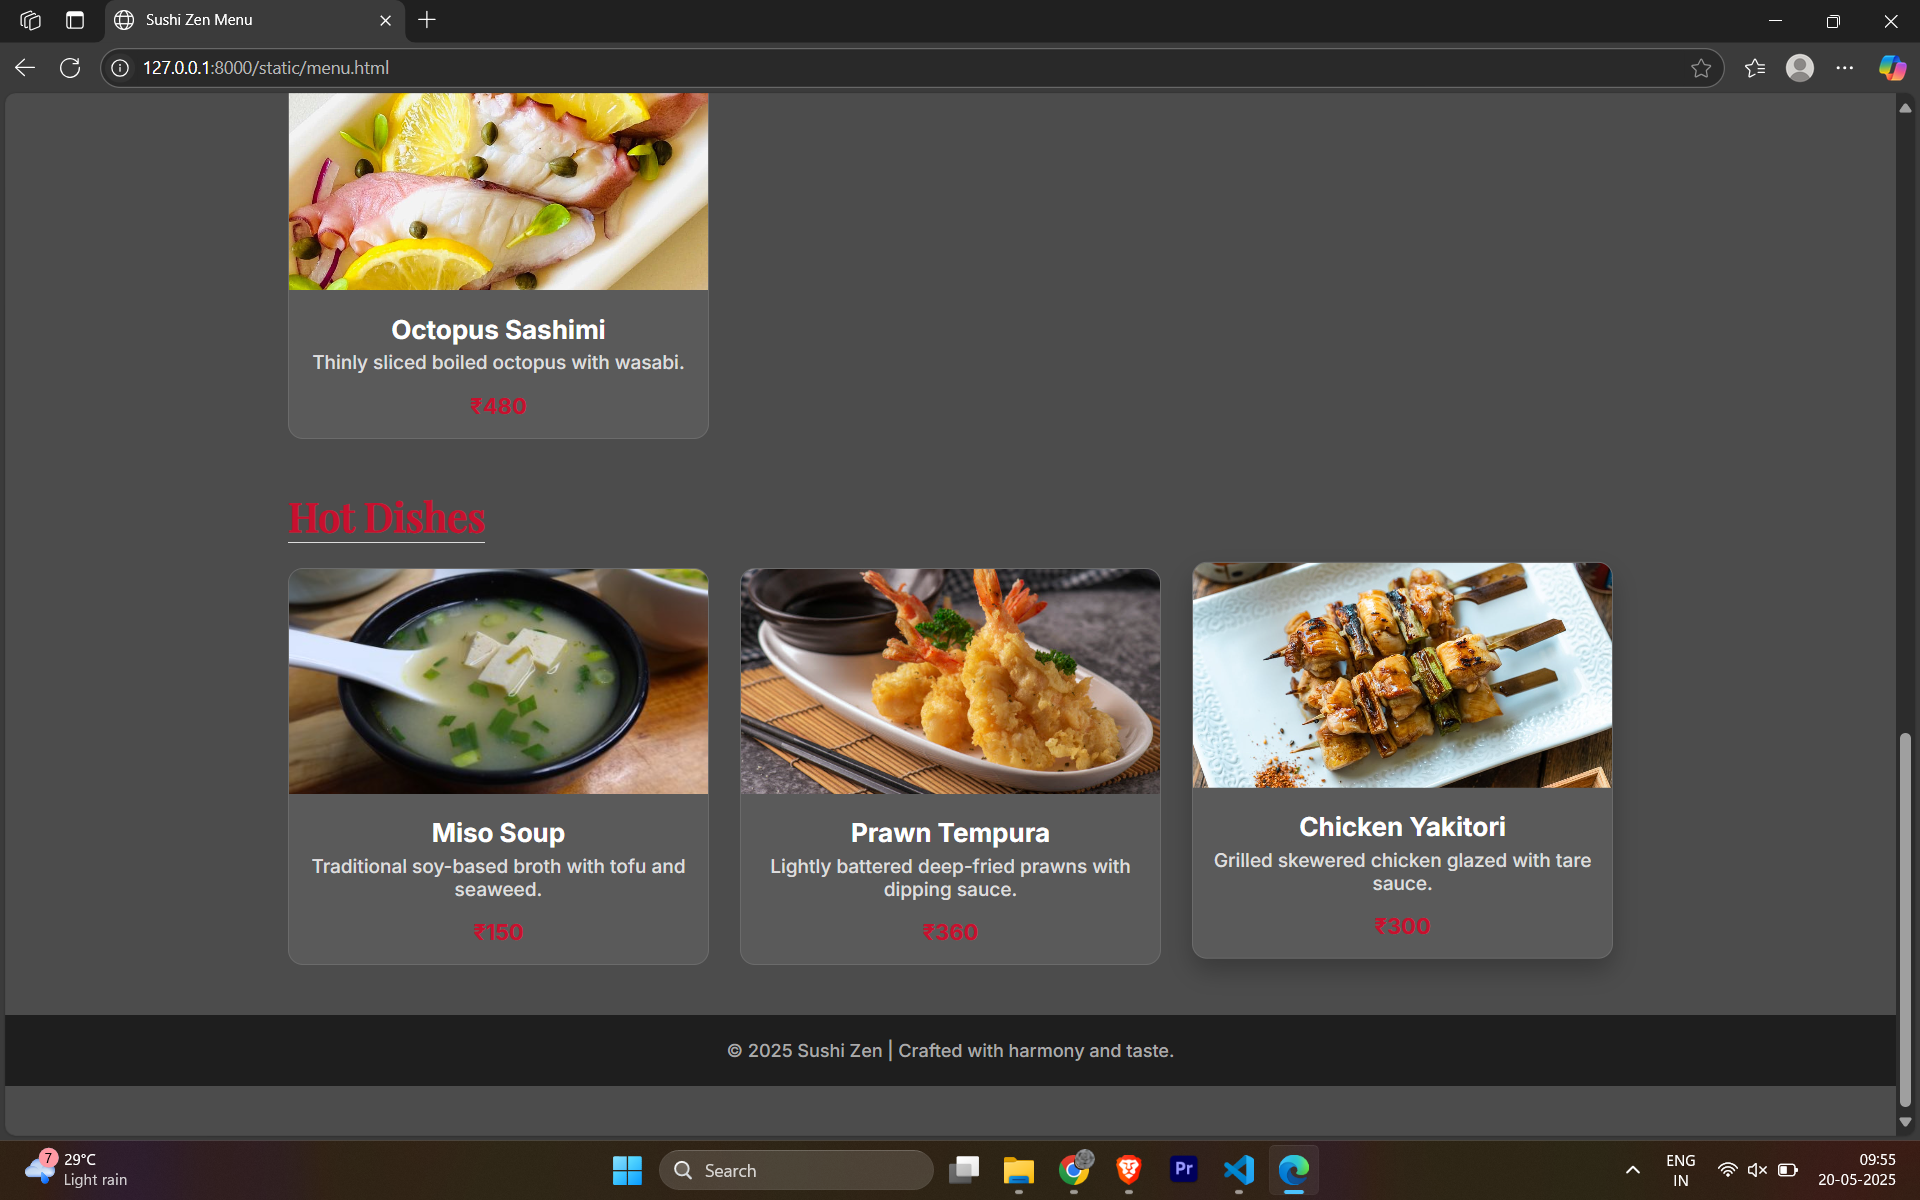 Sushi Zen Menu
127.0.0.1:8000/static/menu.html
Octopus Sashimi
Thinly sliced boiled octopus with wasabi.
₹480
Hot Dishes
Miso Soup
Traditional soy-based broth with tofu and
seaweed.
₹150
Prawn Tempura
Lightly battered deep-fried prawns with
dipping sauce.
₹360
Chicken Yakitori
Grilled skewered chicken glazed with tare
sauce.
₹300
© 2025 Sushi Zen | Crafted with harmony and taste.
7
29°C
Light rain
Search
Pr
ENG
IN
09:55
20-05-2025